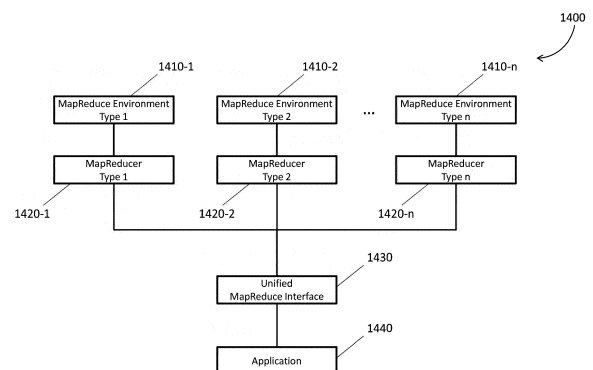 1400
1410-1
1410-2
1410-n
MapReduce Environment
Type 1
MapReduce Environment
Type 2
...
MapReduce Environment
Type n
MapReducer
Type 1
MapReducer
Type 2
MapReducer
Type n
1420-1
1420-2
1420-n
1430
Unified
MapReduce Interface
1440
Application